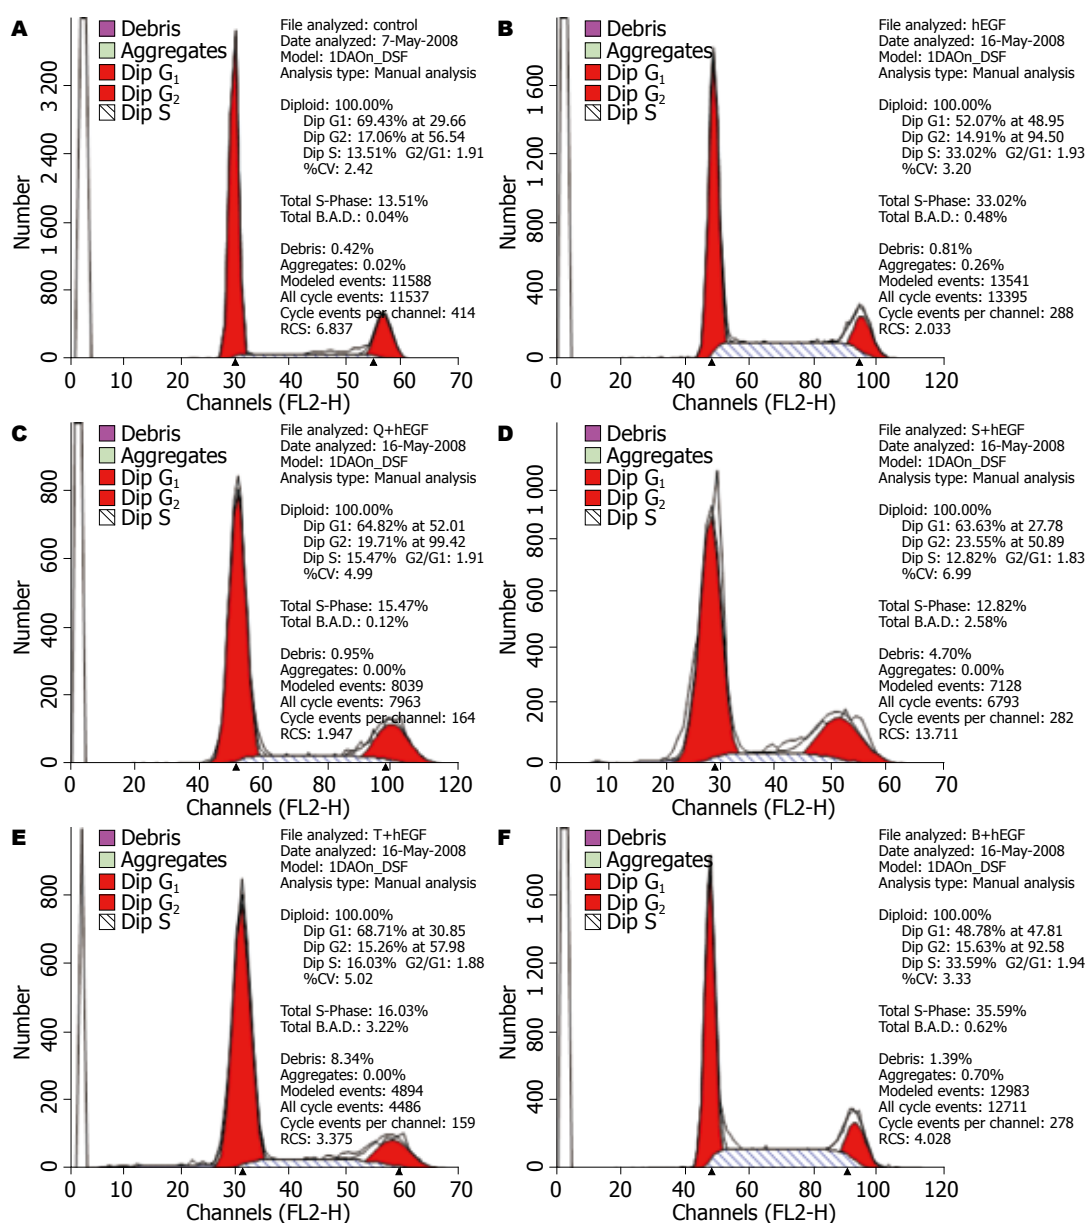 A
Debris
Aggregates
Dip G1
Dip G2
Dip S
File analyzed: control
Date analyzed: 7-May-2008
Model: 1DAOn_DSF
Analysis type: Manual analysis
Diploid: 100.00%
Dip G1: 69.43% at 29.66
Dip G2: 17.06% at 56.54
Dip S: 13.51% G2/G1: 1.91
%CV: 2.42
Total S-Phase: 13.51%
Total B.A.D.: 0.04%
Debris: 0.42%
Aggregates: 0.02%
Modeled events: 11588
All cycle events: 11537
Cycle events per channel: 414
RCS: 6.837
Number
3 200
2 400
1 600
800
0
0 10 20 30 40 50 60 70
Channels (FL2-H)
B
Debris
Aggregates
Dip G1
Dip G2
Dip S
File analyzed: hEGF
Date analyzed: 16-May-2008
Model: 1DAOn_DSF
Analysis type: Manual analysis
Diploid: 100.00%
Dip G1: 52.07% at 48.95
Dip G2: 14.91% at 94.50
Dip S: 33.02% G2/G1: 1.93
%CV: 3.20
Total S-Phase: 33.02%
Total B.A.D.: 0.48%
Debris: 0.81%
Aggregates: 0.26%
Modeled events: 13541
All cycle events: 13395
Cycle events per channel: 288
RCS: 2.033
Number
1 600
1 200
800
400
0
0 20 40 60 80 100 120
Channels (FL2-H)
C
Debris
Aggregates
Dip G1
Dip G2
Dip S
File analyzed: Q+hEGF
Date analyzed: 16-May-2008
Model: 1DAOn_DSF
Analysis type: Manual analysis
Diploid: 100.00%
Dip G1: 64.82% at 52.01
Dip G2: 19.71% at 99.42
Dip S: 15.47% G2/G1: 1.91
%CV: 4.99
Total S-Phase: 15.47%
Total B.A.D.: 0.12%
Debris: 0.95%
Aggregates: 0.00%
Modeled events: 8039
All cycle events: 7963
Cycle events per channel: 164
RCS: 1.947
Number
800
600
400
200
0
0 20 40 60 80 100 120
Channels (FL2-H)
D
Debris
Aggregates
Dip G1
Dip G2
Dip S
File analyzed: S+hEGF
Date analyzed: 16-May-2008
Model: 1DAOn_DSF
Analysis type: Manual analysis
Diploid: 100.00%
Dip G1: 63.63% at 27.78
Dip G2: 23.55% at 50.89
Dip S: 12.82% G2/G1: 1.83
%CV: 6.99
Total S-Phase: 12.82%
Total B.A.D.: 2.58%
Debris: 4.70%
Aggregates: 0.00%
Modeled events: 7128
All cycle events: 6793
Cycle events per channel: 282
RCS: 13.711
Number
1 000
800
600
400
200
0
0 10 20 30 40 50 60 70
Channels (FL2-H)
E
Debris
Aggregates
Dip G1
Dip G2
Dip S
File analyzed: T+hEGF
Date analyzed: 16-May-2008
Model: 1DAOn_DSF
Analysis type: Manual analysis
Diploid: 100.00%
Dip G1: 68.71% at 30.85
Dip G2: 15.26% at 57.98
Dip S: 16.03% G2/G1: 1.88
%CV: 5.02
Total S-Phase: 16.03%
Total B.A.D.: 3.22%
Debris: 8.34%
Aggregates: 0.00%
Modeled events: 4894
All cycle events: 4486
Cycle events per channel: 159
RCS: 3.375
Number
800
600
400
200
0
0 10 20 30 40 50 60 70
Channels (FL2-H)
F
Debris
Aggregates
Dip G1
Dip G2
Dip S
File analyzed: B+hEGF
Date analyzed: 16-May-2008
Model: 1DAOn_DSF
Analysis type: Manual analysis
Diploid: 100.00%
Dip G1: 48.78% at 47.81
Dip G2: 15.63% at 92.58
Dip S: 33.59% G2/G1: 1.94
%CV: 3.33
Total S-Phase: 35.59%
Total B.A.D.: 0.62%
Debris: 1.39%
Aggregates: 0.70%
Modeled events: 12983
All cycle events: 12711
Cycle events per channel: 278
RCS: 4.028
Number
1 600
1 200
800
400
0
0 20 40 60 80 100 120
Channels (FL2-H)